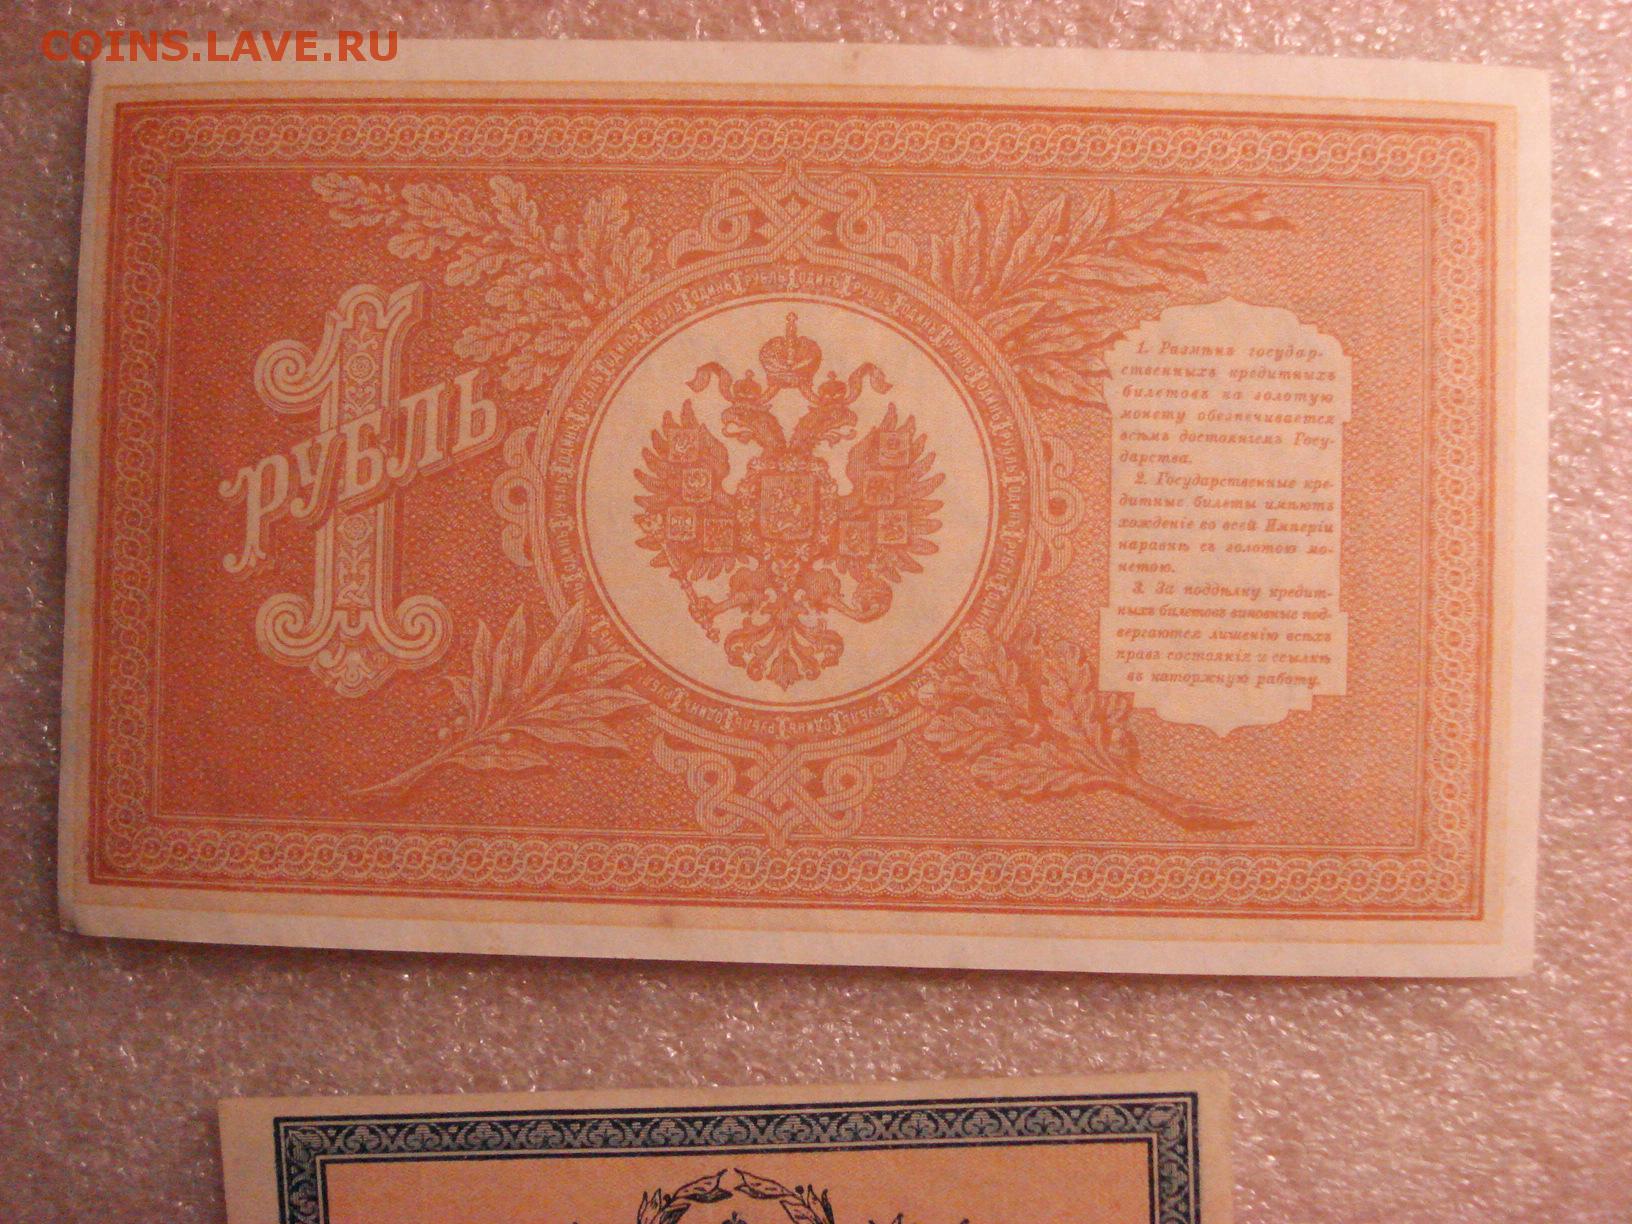 COINS.LAVE.RU
1
РУБЛЬ
1. Размѣнъ государ-
ственныхъ кредитныхъ
билетовъ на золотую
монету обезпечивается
всѣмъ достояніемъ Госу-
дарства.
2. Государственные кре-
дитные билеты имѣютъ
хожденіе во всей Имперіи
наравнѣ съ золотою мо-
нетою.
3. За поддѣлку кредит-
ныхъ билетовъ виновные под-
вергаются лишенію всѣхъ
правъ состоянія и ссылкѣ
въ каторжную работу.